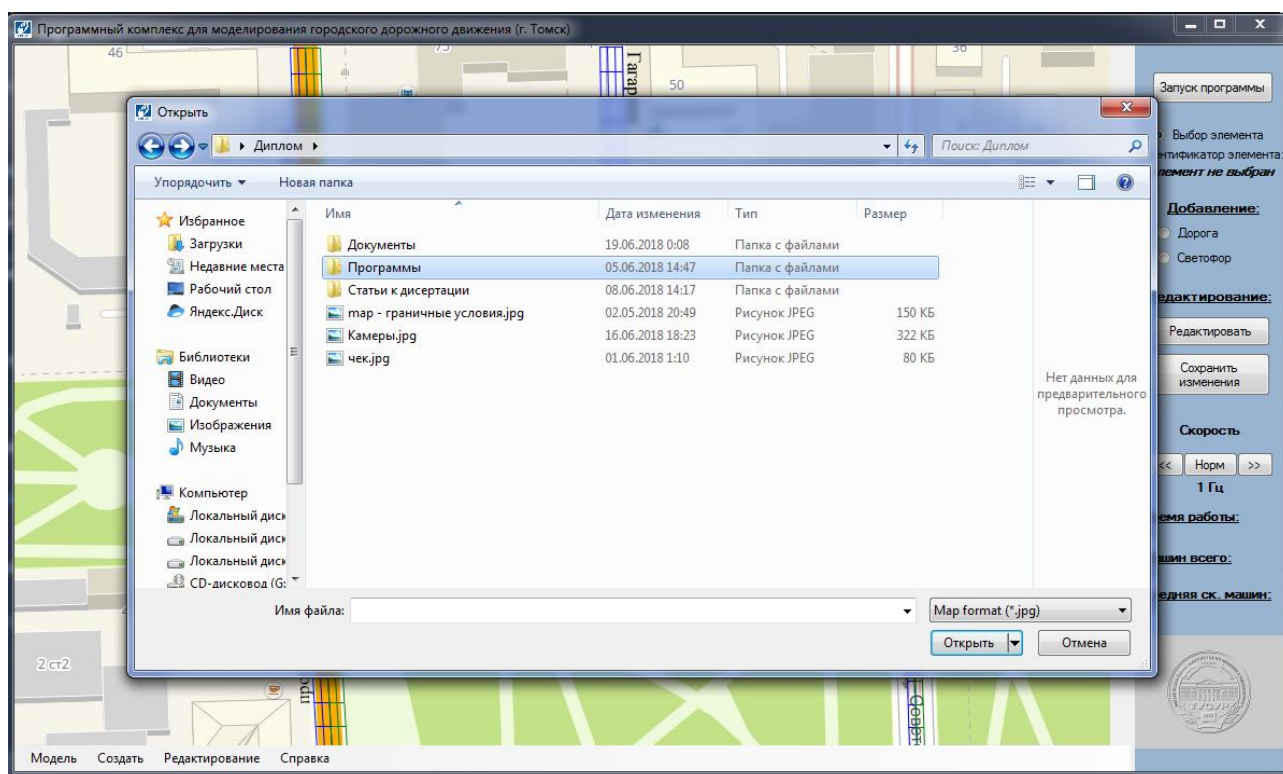 Программный комплекс для моделирования городского дорожного движения (г. Томск)
46
75
36
50
Гагар
Запуск программы
Открыть
Диплом
Поиск: Диплом
Выбор элемента
нтификатор элемента:
лемент не выбран
Упорядочить
Новая папка
Добавление:
Дорога
Светофор
едактирование:
Редактировать
Сохранить
изменения
Скорость
<< Норм >>
1 Гц
емя работы:
шин всего:
едняя ск. машин:
Избранное
Загрузки
Недавние места
Рабочий стол
Яндекс.Диск
Библиотеки
Видео
Документы
Изображения
Музыка
Компьютер
Локальный диск
Локальный диск
Локальный диск
CD-дисковод (G:
Имя Дата изменения Тип Размер
Документы 19.06.2018 0:08 Папка с файлами
Программы 05.06.2018 14:47 Папка с файлами
Статьи к дисертации 08.06.2018 14:17 Папка с файлами
map - граничные условия.jpg 02.05.2018 20:49 Рисунок JPEG 150 КБ
Камеры.jpg 16.06.2018 18:23 Рисунок JPEG 322 КБ
чек.jpg 01.06.2018 1:10 Рисунок JPEG 80 КБ
Нет данных для
предварительного
просмотра.
Имя файла:
Map format (*.jpg)
Открыть
Отмена
2 ст2
ТУСУР
Модель Создать Редактирование Справка